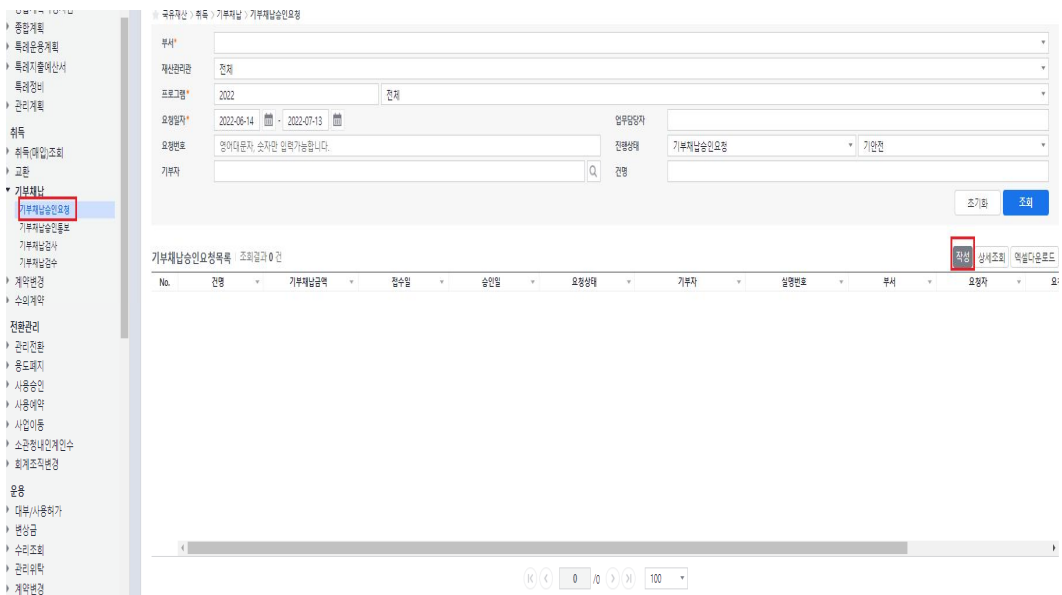 국유재산 > 취득 > 기부채납 > 기부채납승인요청
종합계획
특례운용계획
특례지출예산서
특례정비
관리계획
취득
취득(매입)조회
교환
기부채납
기부채납승인요청
기부채납승인통보
기부채납검사
기부채납검수
계약변경
수의계약
전환관리
관리전환
용도폐지
사용승인
사용예약
사업이동
소관청내인계인수
회계조직변경
운용
대부/사용허가
변상금
수리조회
관리위탁
계약변경
부서*
재산관리관 전체
프로그램* 2022 전체
요청일자* 2022-06-14 - 2022-07-13 업무담당자
요청번호 영어대문자, 숫자만 입력가능합니다. 진행상태 기부채납승인요청 기안전
기부자 건명
초기화 조회
기부채납승인요청목록 조회결과 0 건 작성 상세조회 엑셀다운로드
No. 건명 기부채납금액 접수일 승인일 요청상태 기부자 실명번호 부서 요청자
0 /0 100